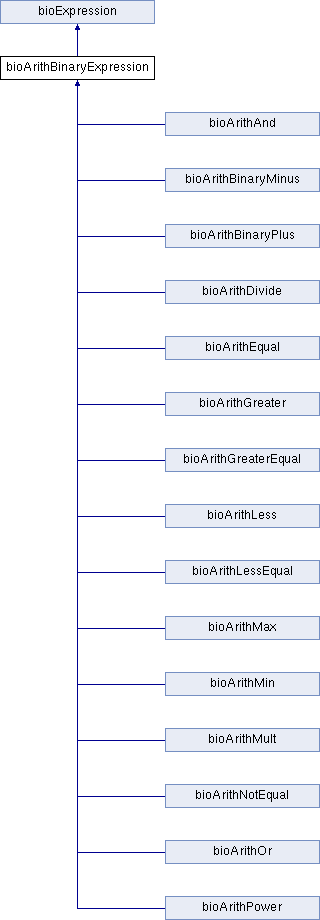 bioExpression
bioArithBinaryExpression
bioArithAnd
bioArithBinaryMinus
bioArithBinaryPlus
bioArithDivide
bioArithEqual
bioArithGreater
bioArithGreaterEqual
bioArithLess
bioArithLessEqual
bioArithMax
bioArithMin
bioArithMult
bioArithNotEqual
bioArithOr
bioArithPower